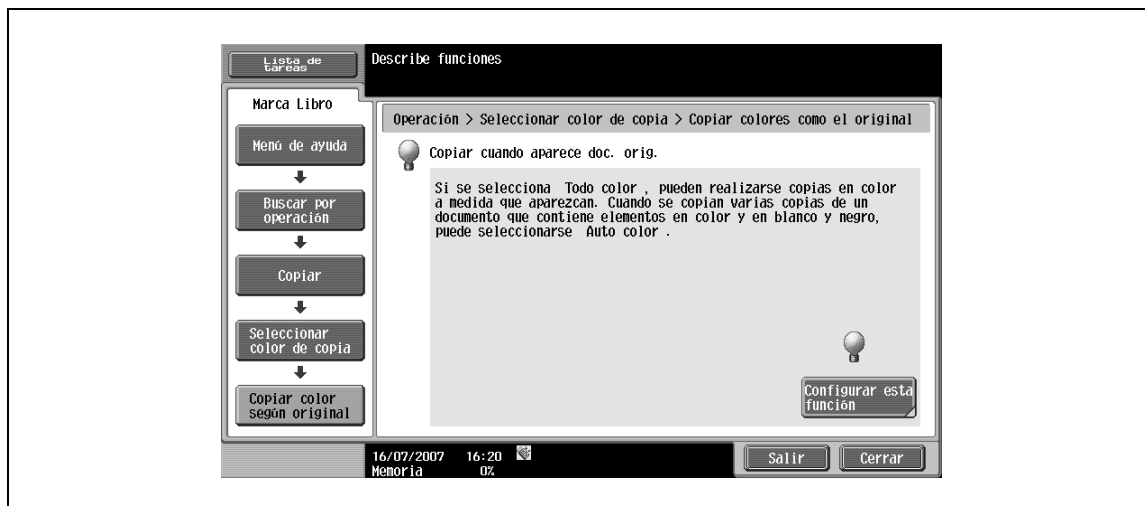 Lista de
tareas
Describe funciones
Marca Libro
Menú de ayuda
Buscar por
operación
Copiar
Seleccionar
color de copia
Copiar color
según original
Operación > Seleccionar color de copia > Copiar colores como el original
Copiar cuando aparece doc. orig.
Si se selecciona Todo color , pueden realizarse copias en color
a medida que aparezcan. Cuando se copian varias copias de un
documento que contiene elementos en color y en blanco y negro,
puede seleccionarse Auto color .
Configurar esta
función
16/07/2007 16:20
Memoria 0%
Salir
Cerrar